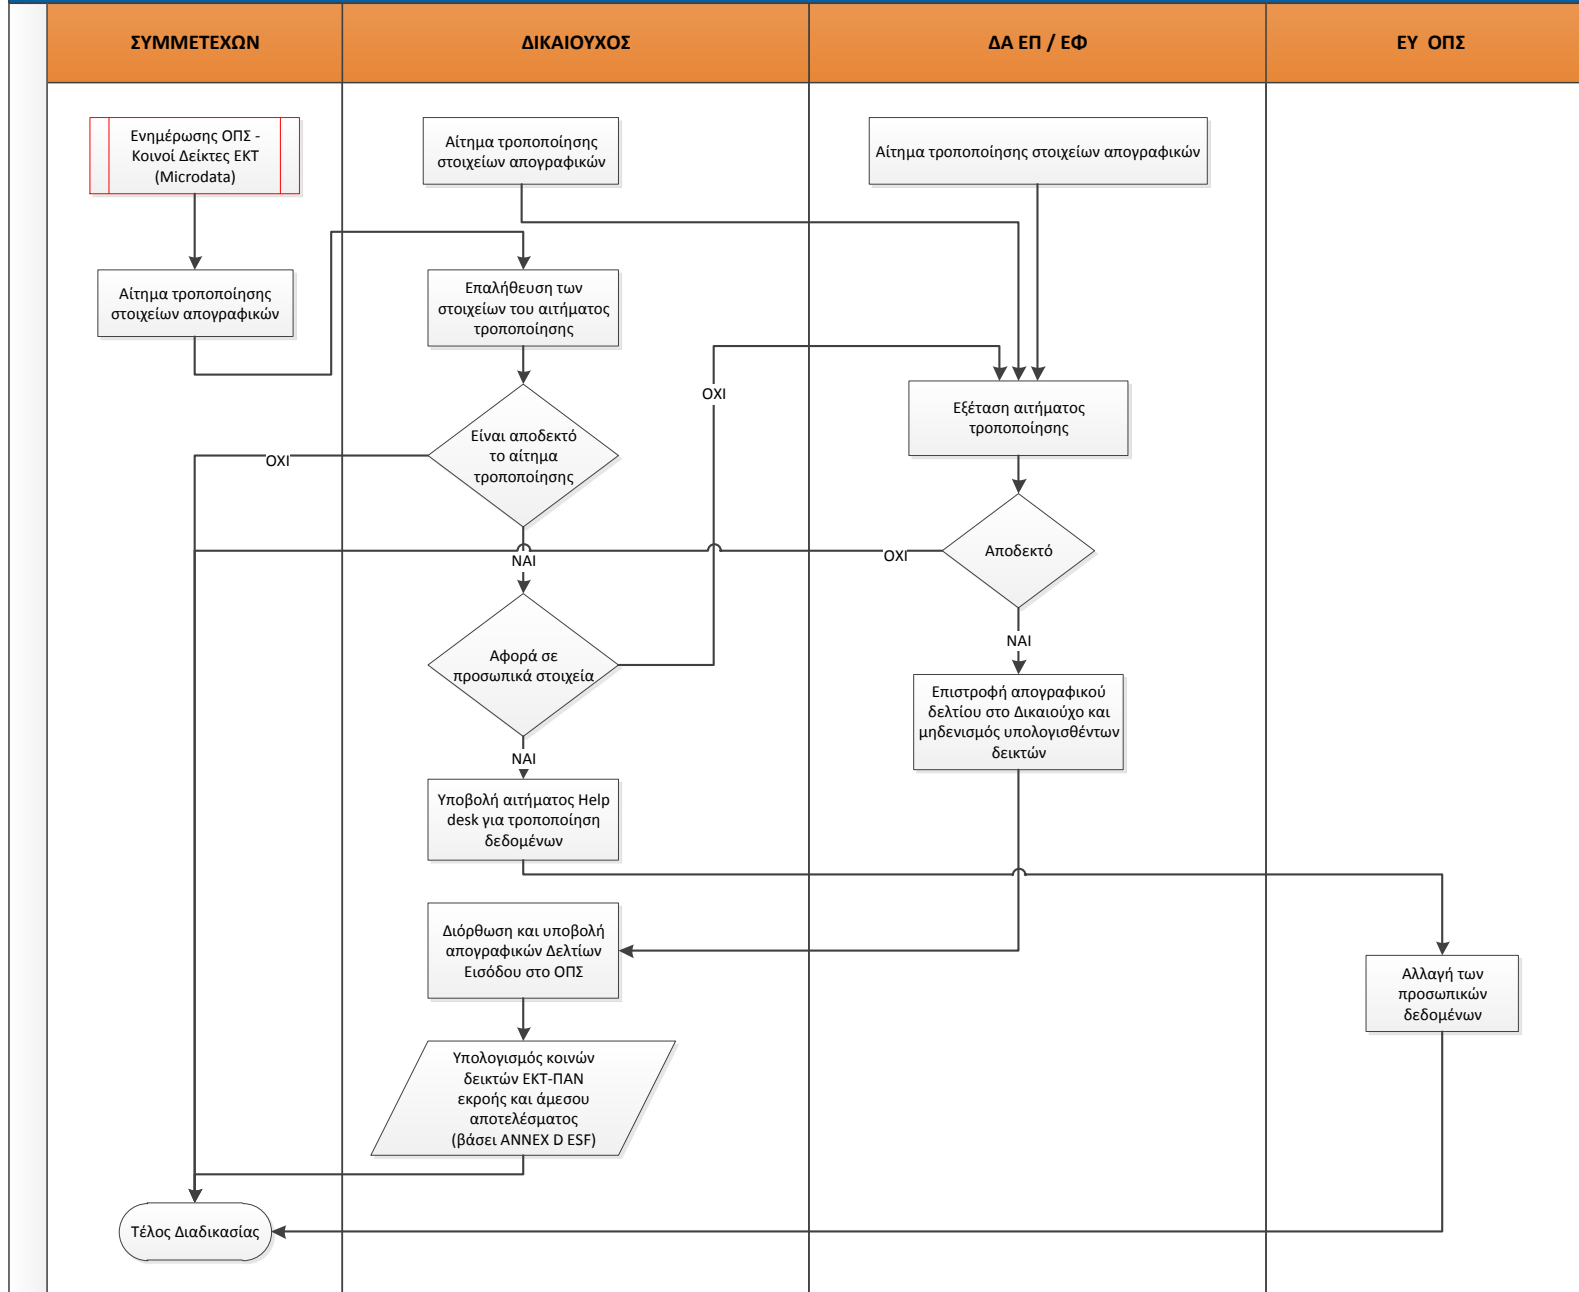 ΣΥΜΜΕΤΕΧΩΝ
ΔΙΚΑΙΟΥΧΟΣ
ΔΑ ΕΠ / ΕΦ
ΕΥ ΟΠΣ
Ενημέρωσης ΟΠΣ -
Κοινοί Δείκτες ΕΚΤ
(Microdata)
Αίτημα τροποποίησης
στοιχείων απογραφικών
Αίτημα τροποποίησης στοιχείων απογραφικών
Αίτημα τροποποίησης
στοιχείων απογραφικών
Επαλήθευση των
στοιχείων του αιτήματος
τροποποίησης
ΟΧΙ
Εξέταση αιτήματος
τροποποίησης
Είναι αποδεκτό
το αίτημα
τροποποίησης
ΟΧΙ
ΝΑΙ
ΟΧΙ
Αποδεκτό
ΝΑΙ
Αφορά σε
προσωπικά στοιχεία
ΝΑΙ
Επιστροφή απογραφικού
δελτίου στο Δικαιούχο και
μηδενισμός υπολογισθέντων
δεικτών
Υποβολή αιτήματος Help
desk για τροποποίηση
δεδομένων
Διόρθωση και υποβολή
απογραφικών Δελτίων
Εισόδου στο ΟΠΣ
Αλλαγή των
προσωπικών
δεδομένων
Υπολογισμός κοινών
δεικτών ΕΚΤ-ΠΑΝ
εκροής και άμεσου
αποτελέσματος
(βάσει ANNEX D ESF)
Τέλος Διαδικασίας